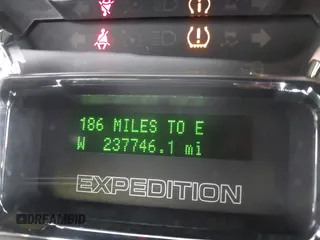 186 MILES TO E
W 237746.1 mi
EXPEDITION
DREAMBID